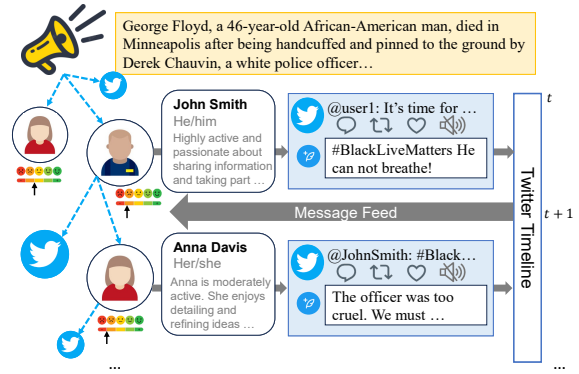 George Floyd, a 46-year-old African-American man, died in
Minneapolis after being handcuffed and pinned to the ground by
Derek Chauvin, a white police officer…
John Smith
He/him
Highly active and
passionate about
sharing information
and taking part …
@user1: It's time for …
#BlackLiveMatters He
can not breathe!
t
Twitter Timeline
Message Feed
t + 1
Anna Davis
Her/she
Anna is moderately
active. She enjoys
detailing and
refining ideas …
@JohnSmith: #Black…
The officer was too
cruel. We must …
...
...